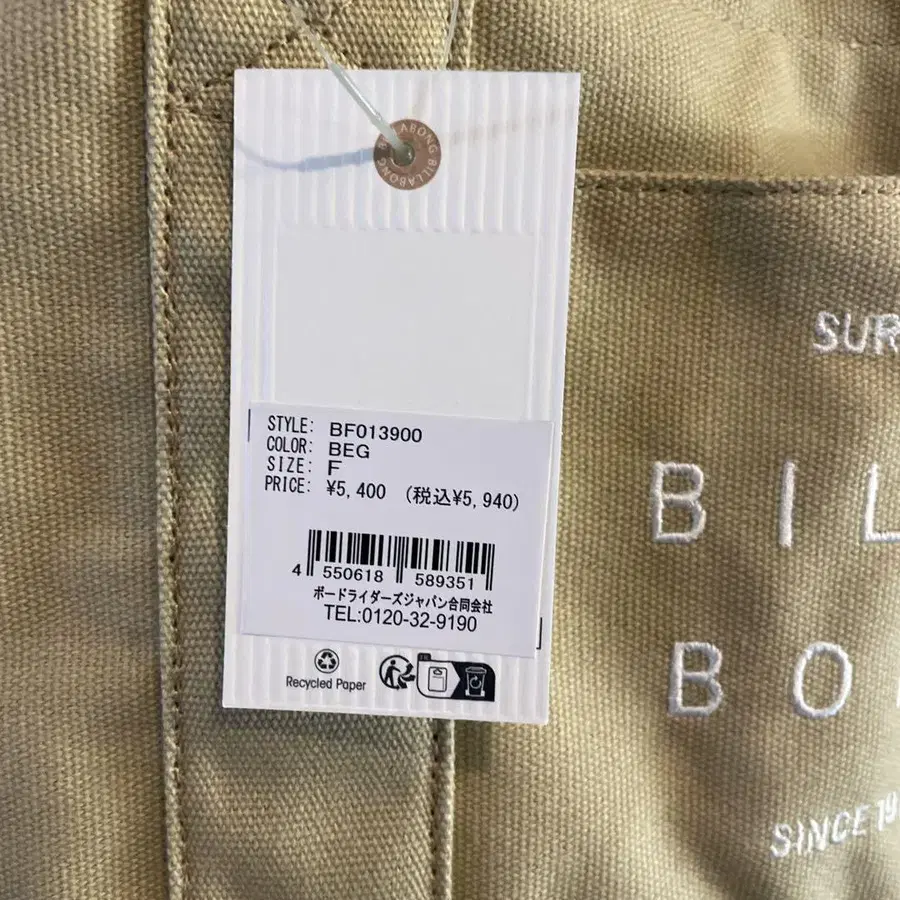 BILLABONG BILLABONG
STYLE: BF013900
COLOR: BEG
SIZE: F
PRICE: ¥5,400 (税込¥5,940)
4 550618 589351
ボードライダーズジャパン合同会社
TEL:0120-32-9190
Recycled Paper
FR
SUR
BIL
BO
SINCE 19